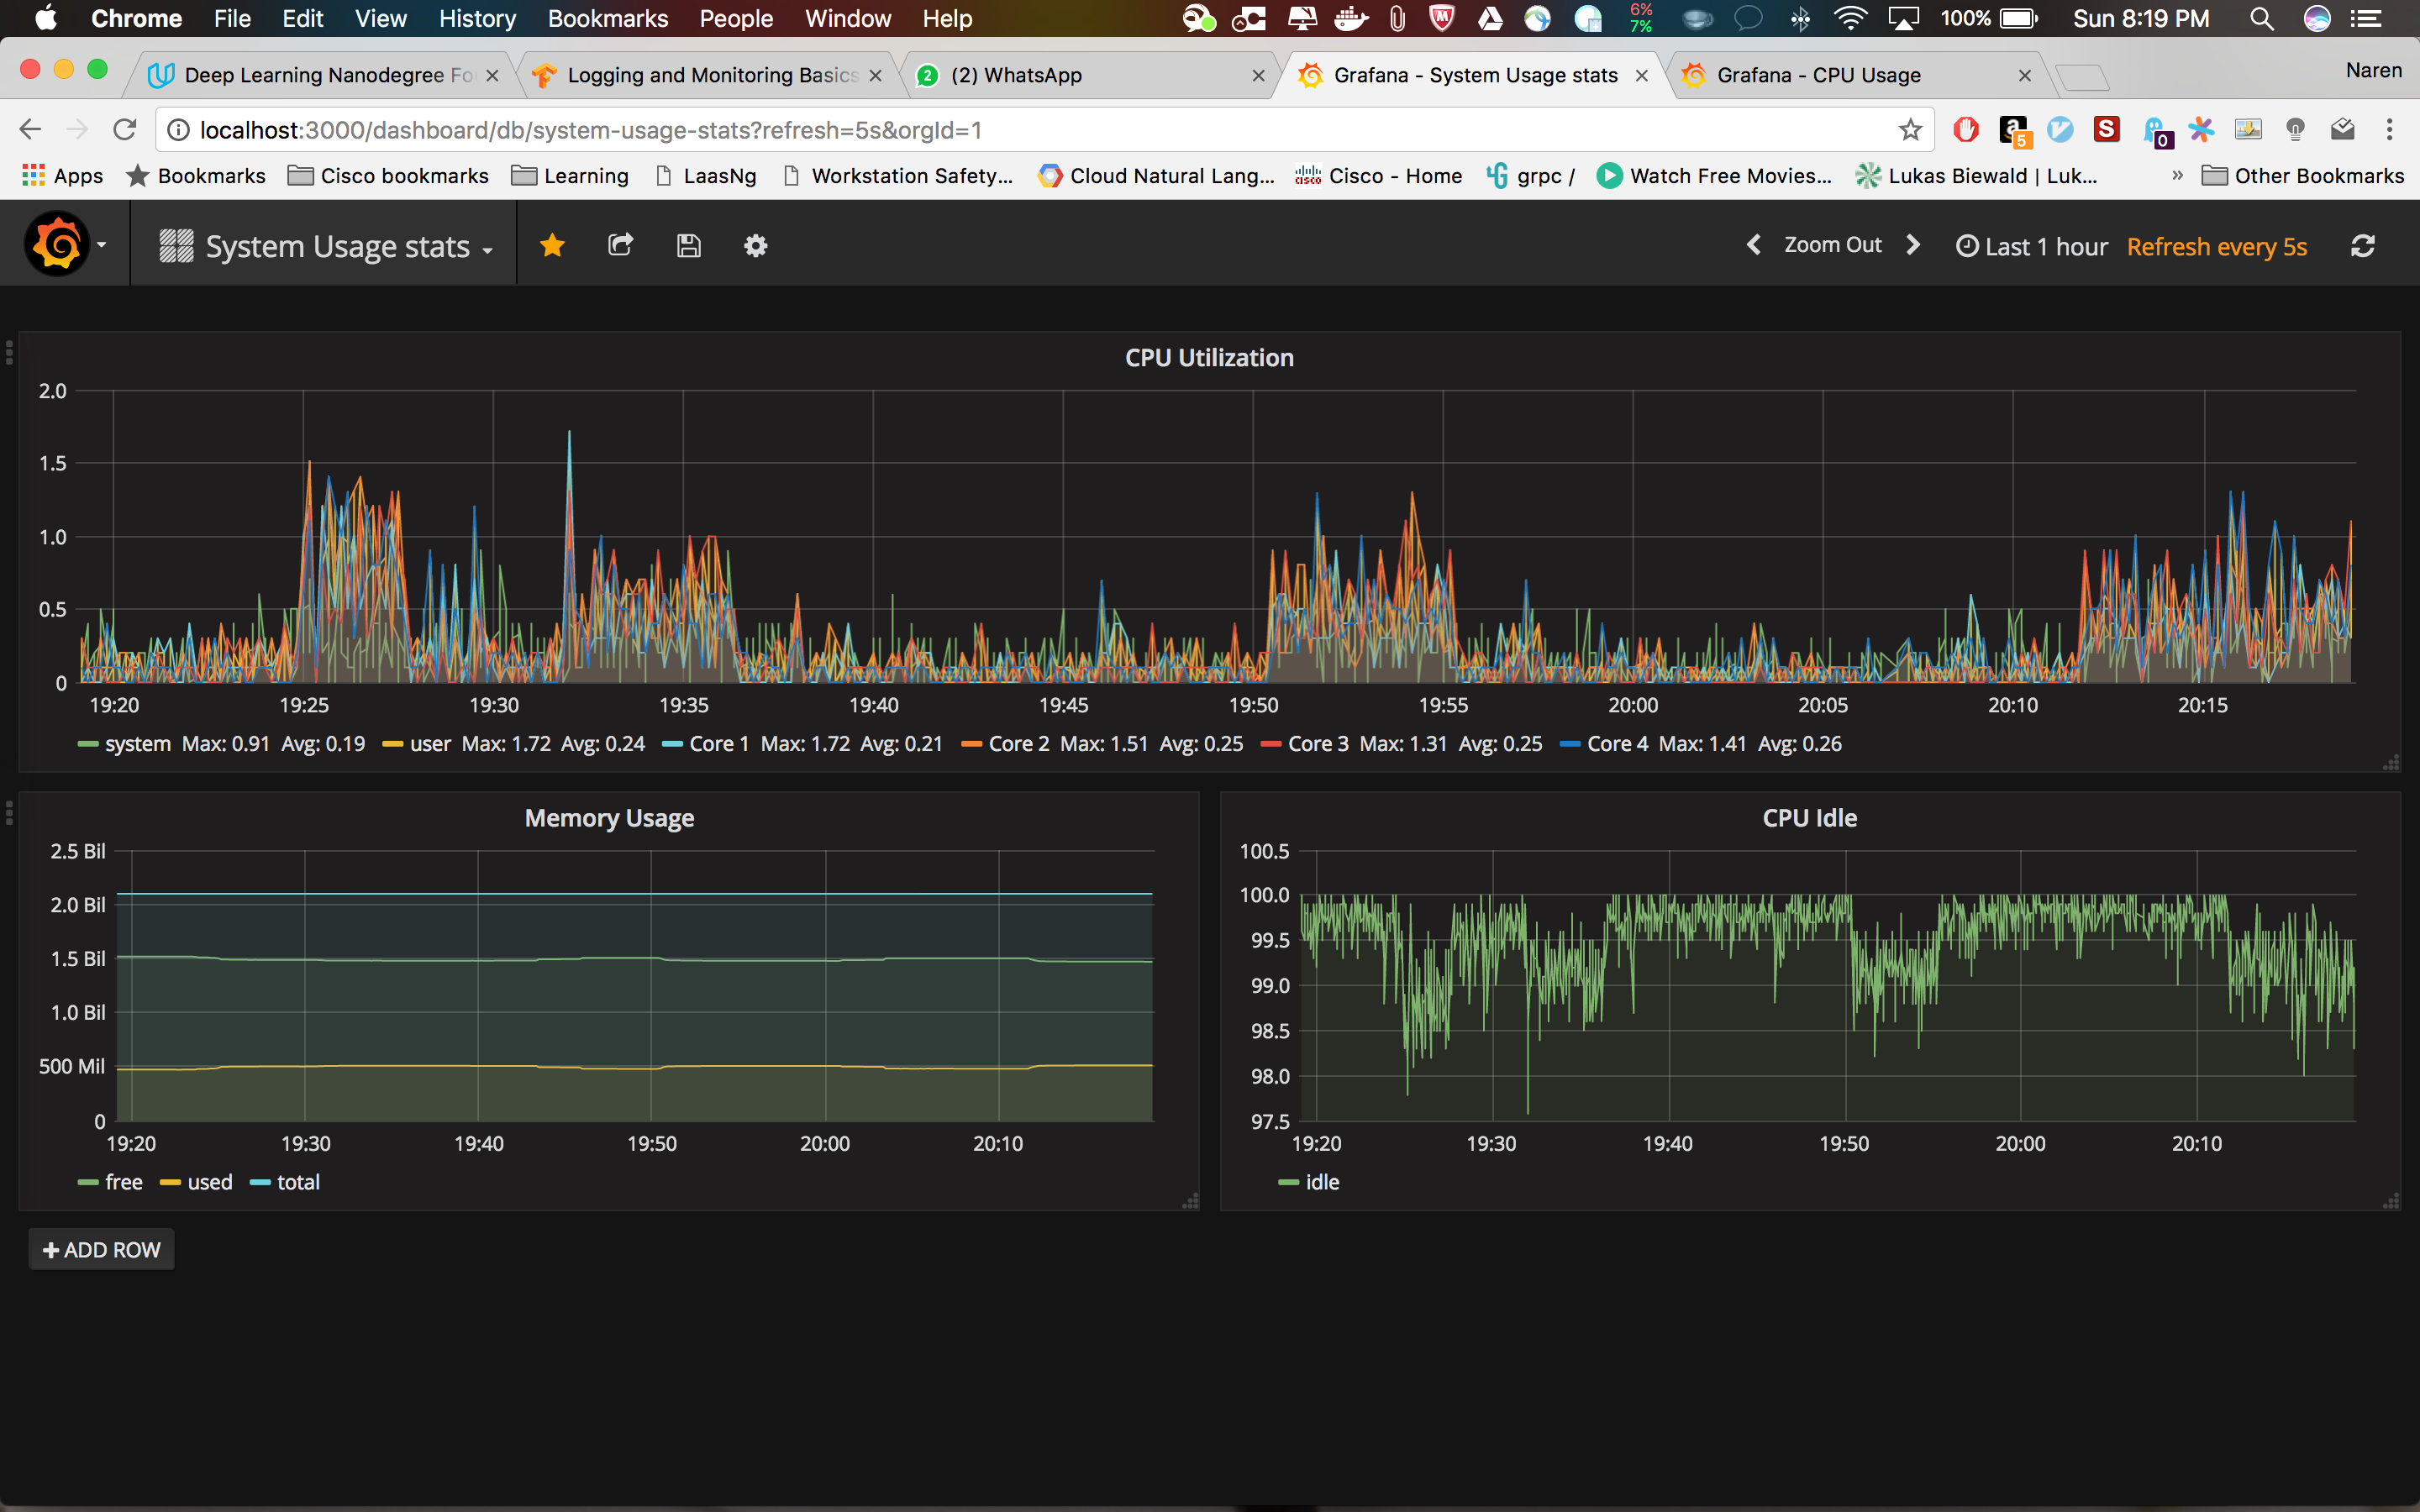 Chrome File Edit View History Bookmarks People Window Help 6% 7% 100% Sun 8:19 PM
Deep Learning Nanodegree Fo Logging and Monitoring Basics 2 (2) WhatsApp Grafana - System Usage stats Grafana - CPU Usage Naren
localhost:3000/dashboard/db/system-usage-stats?refresh=5s&orgId=1 a 5 S 0
Apps Bookmarks Cisco bookmarks Learning LaasNg Workstation Safety... Cloud Natural Lang... Cisco - Home grpc / Watch Free Movies... Lukas Biewald | Luk... » Other Bookmarks
System Usage stats Zoom Out Last 1 hour Refresh every 5s
CPU Utilization
2.0
1.5
1.0
0.5
0
19:20 19:25 19:30 19:35 19:40 19:45 19:50 19:55 20:00 20:05 20:10 20:15
system Max: 0.91 Avg: 0.19 user Max: 1.72 Avg: 0.24 Core 1 Max: 1.72 Avg: 0.21 Core 2 Max: 1.51 Avg: 0.25 Core 3 Max: 1.31 Avg: 0.25 Core 4 Max: 1.41 Avg: 0.26
Memory Usage
2.5 Bil
2.0 Bil
1.5 Bil
1.0 Bil
500 Mil
0
19:20 19:30 19:40 19:50 20:00 20:10
free used total
CPU Idle
100.5
100.0
99.5
99.0
98.5
98.0
97.5
19:20 19:30 19:40 19:50 20:00 20:10
idle
+ ADD ROW